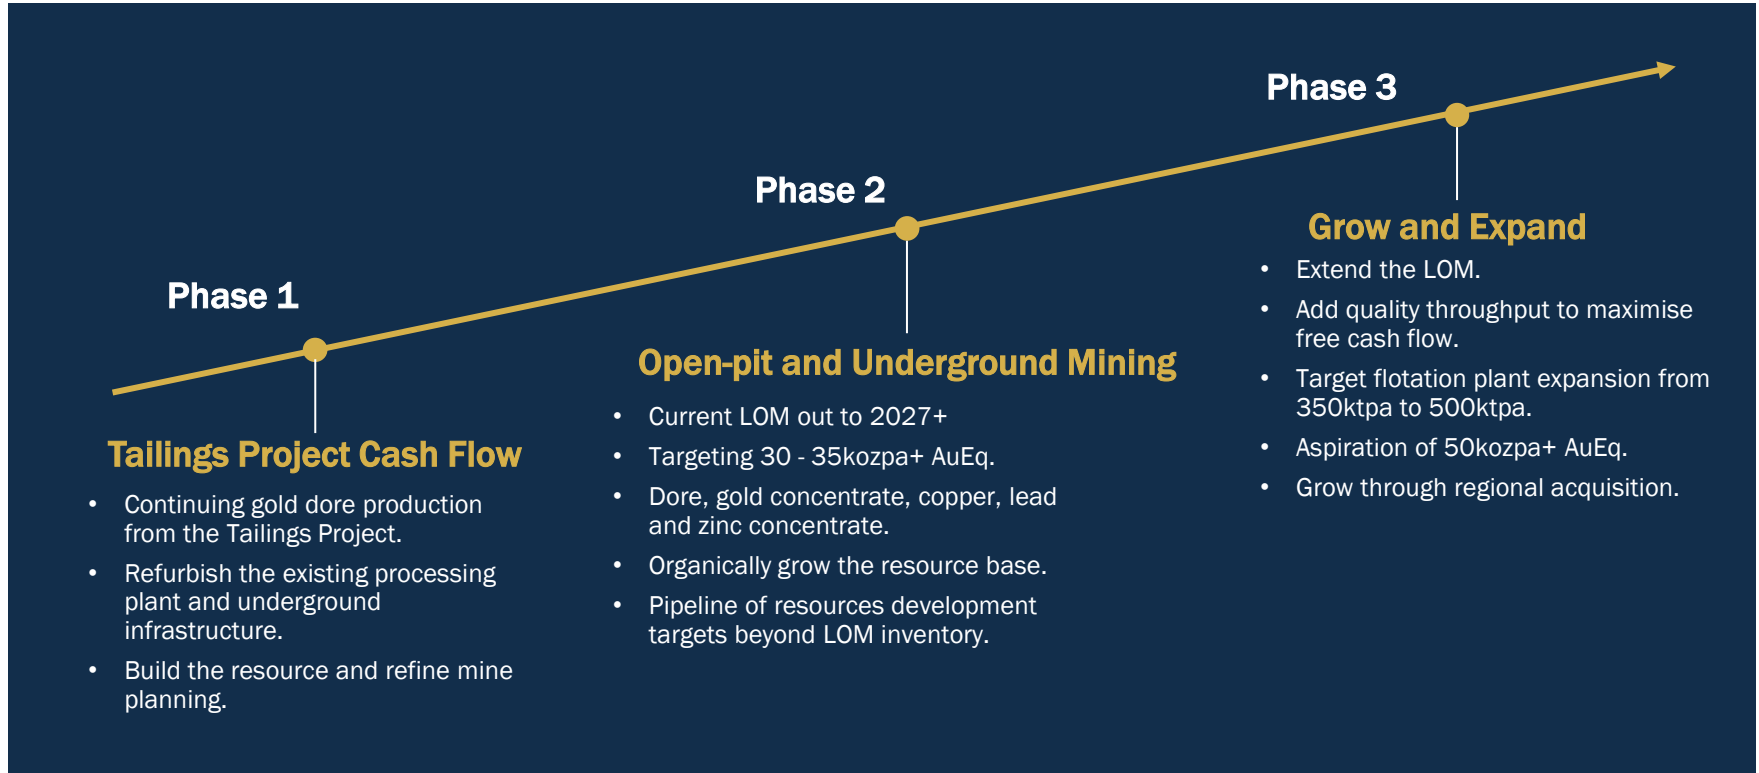 Phase 1
Tailings Project Cash Flow
• Continuing gold dore production
from the Tailings Project.
• Refurbish the existing processing
plant and underground
infrastructure.
• Build the resource and refine mine
planning.
Phase 2
Open-pit and Underground Mining
• Current LOM out to 2027+
• Targeting 30 - 35kozpa+ AuEq.
• Dore, gold concentrate, copper, lead
and zinc concentrate.
• Organically grow the resource base.
• Pipeline of resources development
targets beyond LOM inventory.
Phase 3
Grow and Expand
• Extend the LOM.
• Add quality throughput to maximise
free cash flow.
• Target flotation plant expansion from
350ktpa to 500ktpa.
• Aspiration of 50kozpa+ AuEq.
• Grow through regional acquisition.